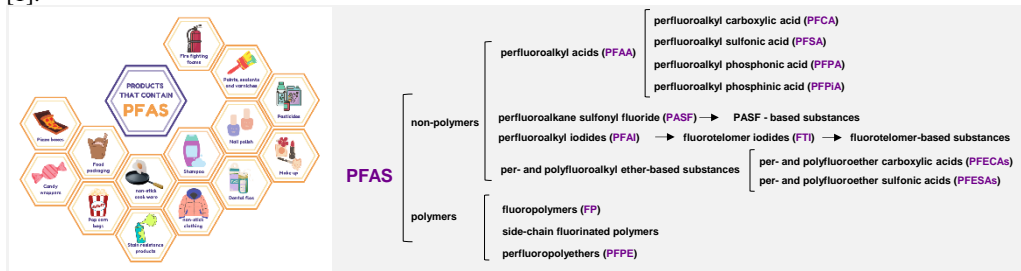 [8].
PRODUCTS
THAT CONTAIN
PFAS
Fire fighting
foams
Paints, sealants
and varnishes
Pesticides
Pizza boxes
Food
packaging
Nail polish
Candy
wrappers
non-stick
cook ware
Shampoo
Make up
Pop corn
bags
Dental Floss
Stain resistance
products
non-stick
clothing
PFAS
non-polymers
perfluoroalkyl acids (PFAA)
perfluoroalkyl carboxylic acid (PFCA)
perfluoroalkyl sulfonic acid (PFSA)
perfluoroalkyl phosphonic acid (PFPA)
perfluoroalkyl phosphinic acid (PFPiA)
perfluoroalkane sulfonyl fluoride (PASF) → PASF - based substances
perfluoroalkyl iodides (PFAI) → fluorotelomer iodides (FTI) → fluorotelomer-based substances
per- and polyfluoroalkyl ether-based substances
per- and polyfluoroether carboxylic acids (PFECAs)
per- and polyfluoroether sulfonic acids (PFESAs)
polymers
fluoropolymers (FP)
side-chain fluorinated polymers
perfluoropolyethers (PFPE)